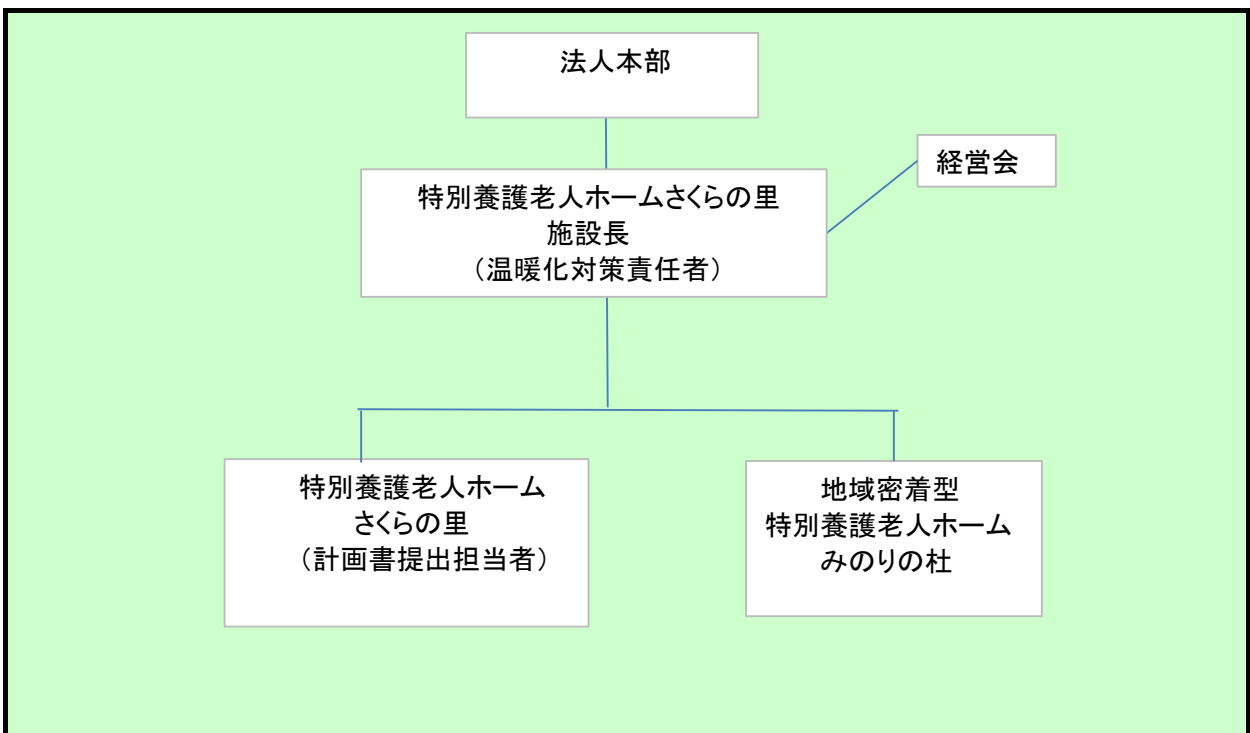 法人本部
経営会
特別養護老人ホームさくらの里
施設長
（温暖化対策責任者）
特別養護老人ホーム
さくらの里
（計画書提出担当者）
地域密着型
特別養護老人ホーム
みのりの杜